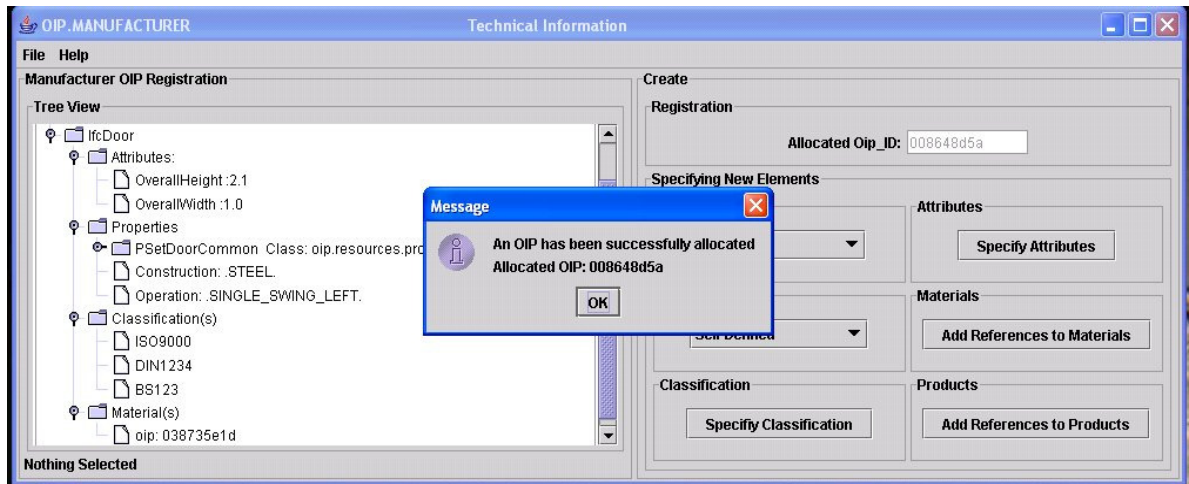 OIP.MANUFACTURER Technical Information
File Help
Manufacturer OIP Registration
Tree View
IfcDoor
Attributes:
OverallHeight :2.1
OverallWidth :1.0
Properties
PSetDoorCommon Class: oip.resources.pro
Construction: .STEEL.
Operation: .SINGLE_SWING_LEFT.
Classification(s)
ISO9000
DIN1234
BS123
Material(s)
oip: 038735e1d
Nothing Selected
Message
An OIP has been successfully allocated
Allocated OIP: 008648d5a
OK
Create
Registration
Allocated Oip_ID: 008648d5a
Specifying New Elements
Attributes
Specify Attributes
Materials
Add References to Materials
Classification
Specifiy Classification
Products
Add References to Products